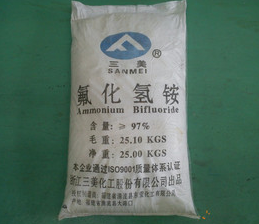 三美
SANMEI
氟化氢铵
Ammonium Bifluoride
含量:≥ 97%
毛重:25.10 KGS
净重:25.00 KGS
本企业通过ISO9001质量体系认证
浙江三美化工股份有限公司出品